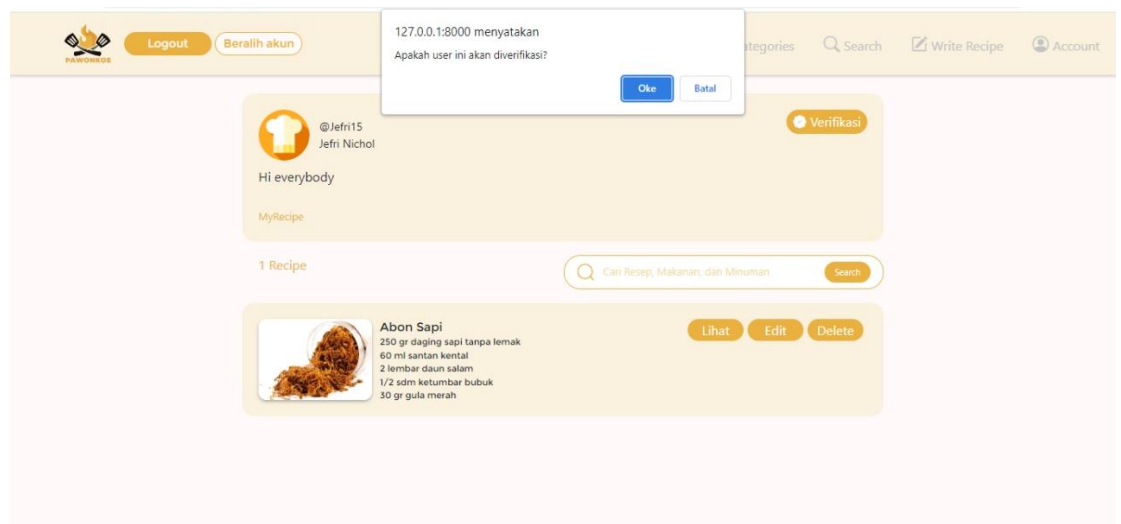 PAWONKOS
Logout
Beralih akun
127.0.0.1:8000 menyatakan
Apakah user ini akan diverifikasi?
Oke
Batal
ategories
Search
Write Recipe
Account
@Jefri15
Jefri Nichol
Verifikasi
Hi everybody
MyRecipe
1 Recipe
Cari Resep, Makanan, dan Minuman
Search
Abon Sapi
250 gr daging sapi tanpa lemak
60 ml santan kental
2 lembar daun salam
1/2 sdm ketumbar bubuk
30 gr gula merah
Lihat
Edit
Delete